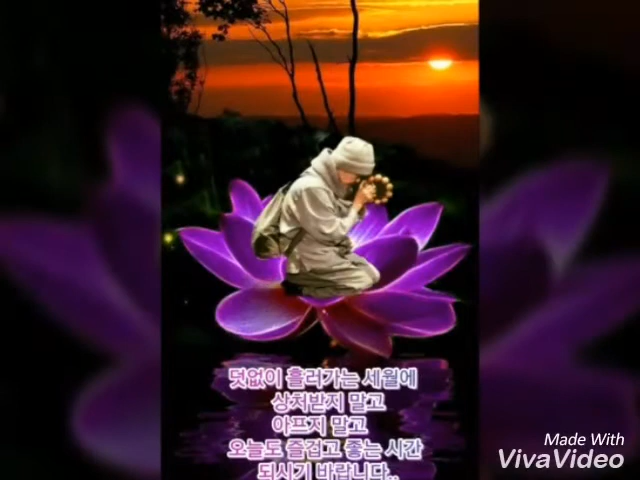 덧없이 흘러가는 세월에
상처받지 말고
아프지 말고
오늘도 즐겁고 좋는 시간
되시기 바랍니다..
Made With
VivaVideo